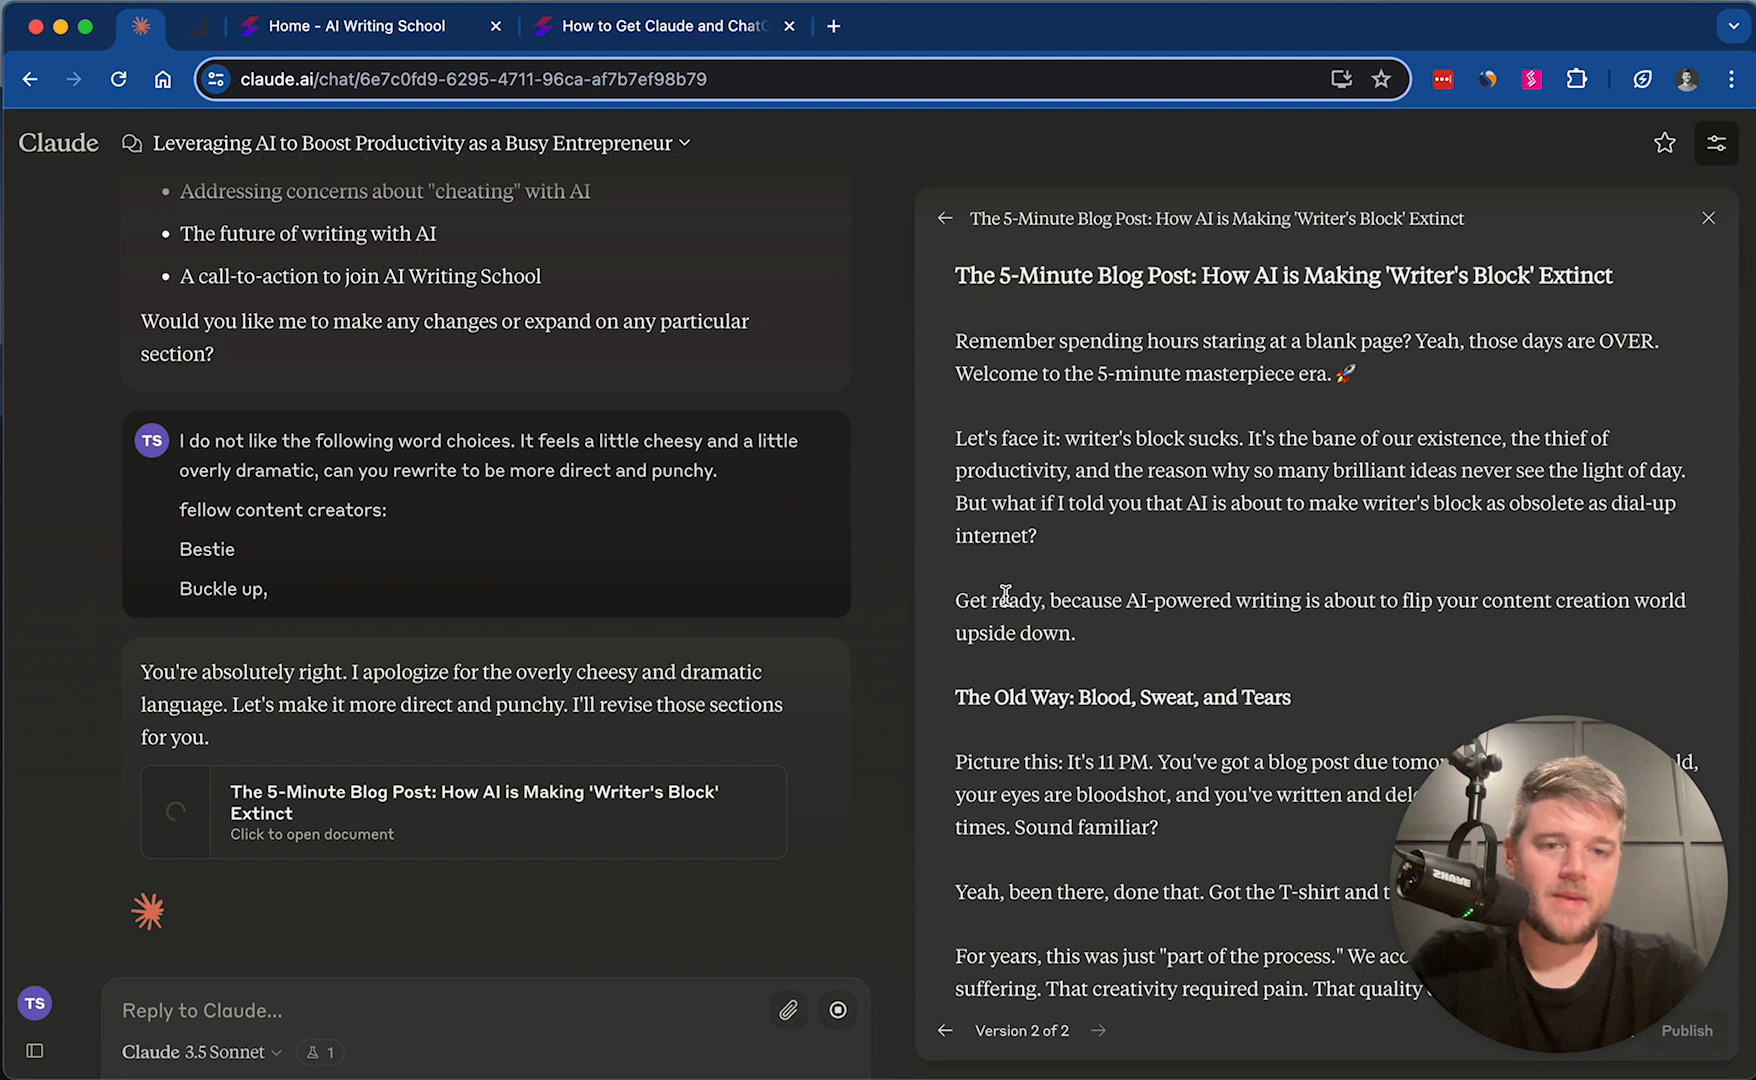 Home - AI Writing School
How to Get Claude and Chat
claude.ai/chat/6e7c0fd9-6295-4711-96ca-af7b7ef98b79
Claude
Leveraging AI to Boost Productivity as a Busy Entrepreneur
• Addressing concerns about "cheating" with AI
• The future of writing with AI
• A call-to-action to join AI Writing School
Would you like me to make any changes or expand on any particular
section?
TS
I do not like the following word choices. It feels a little cheesy and a little
overly dramatic, can you rewrite to be more direct and punchy.
fellow content creators:
Bestie
Buckle up,
You're absolutely right. I apologize for the overly cheesy and dramatic
language. Let's make it more direct and punchy. I'll revise those sections
for you.
The 5-Minute Blog Post: How AI is Making 'Writer's Block'
Extinct
Click to open document
TS
Reply to Claude...
Claude 3.5 Sonnet
1
The 5-Minute Blog Post: How AI is Making 'Writer's Block' Extinct
The 5-Minute Blog Post: How AI is Making 'Writer's Block' Extinct
Remember spending hours staring at a blank page? Yeah, those days are OVER.
Welcome to the 5-minute masterpiece era. 🚀
Let's face it: writer's block sucks. It's the bane of our existence, the thief of
productivity, and the reason why so many brilliant ideas never see the light of day.
But what if I told you that AI is about to make writer's block as obsolete as dial-up
internet?
Get ready, because AI-powered writing is about to flip your content creation world
upside down.
The Old Way: Blood, Sweat, and Tears
Picture this: It's 11 PM. You've got a blog post due
your eyes are bloodshot, and you've written and
times. Sound familiar?
Yeah, been there, done that. Got the T-shirt and
For years, this was just "part of the process." We
suffering. That creativity required pain. That quality
Version 2 of 2
Publish
SHURE